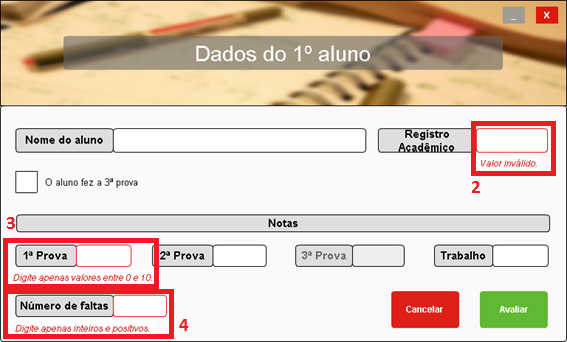 _ X
Dados do 1º aluno
Nome do aluno
Registro
Acadêmico
Valor inválido.
2
O aluno fez a 3ª prova
3
Notas
1ª Prova
2ª Prova
3ª Prova
Trabalho
Digite apenas valores entre 0 e 10.
Número de faltas
Cancelar
Avaliar
Digite apenas inteiros e positivos.
4